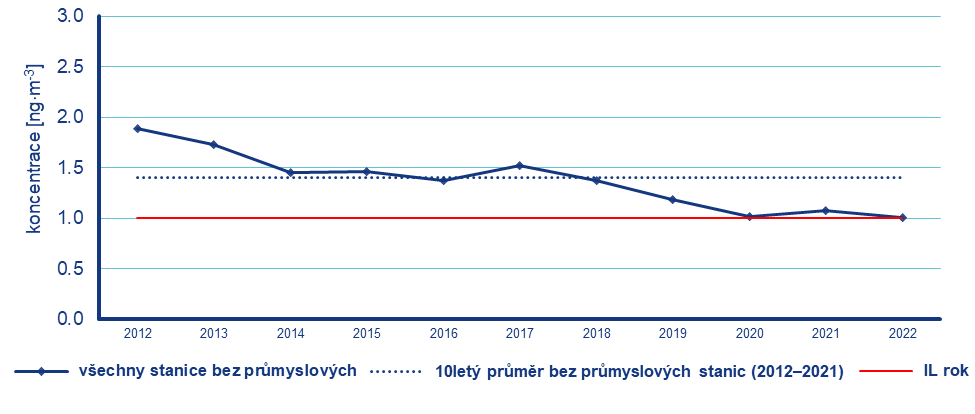 3.0
2.5
2.0
1.5
1.0
0.5
0.0
koncentrace [ng·m⁻³]
2012 2013 2014 2015 2016 2017 2018 2019 2020 2021 2022
všechny stanice bez průmyslových 10letý průměr bez průmyslových stanic (2012–2021) IL rok